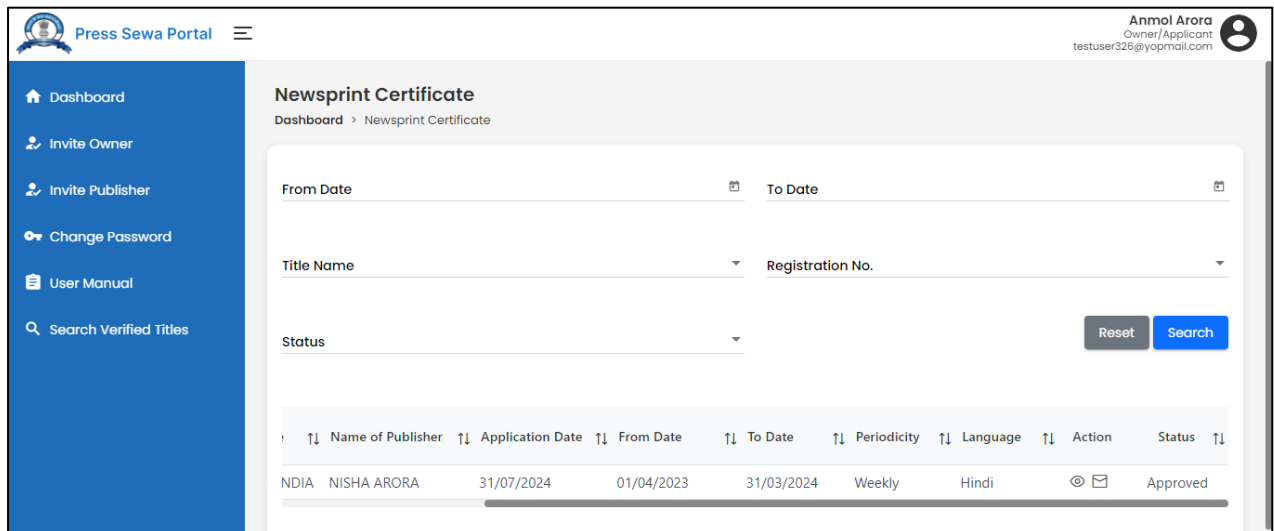 Press Sewa Portal
Anmol Arora
Owner/Applicant
testuser326@yopmail.com
Dashboard
Invite Owner
Invite Publisher
Change Password
User Manual
Search Verified Titles
Newsprint Certificate
Dashboard > Newsprint Certificate
From Date
To Date
Title Name
Registration No.
Status
Reset
Search
Name of Publisher Application Date From Date To Date Periodicity Language Action Status
NDIA NISHA ARORA 31/07/2024 01/04/2023 31/03/2024 Weekly Hindi Approved